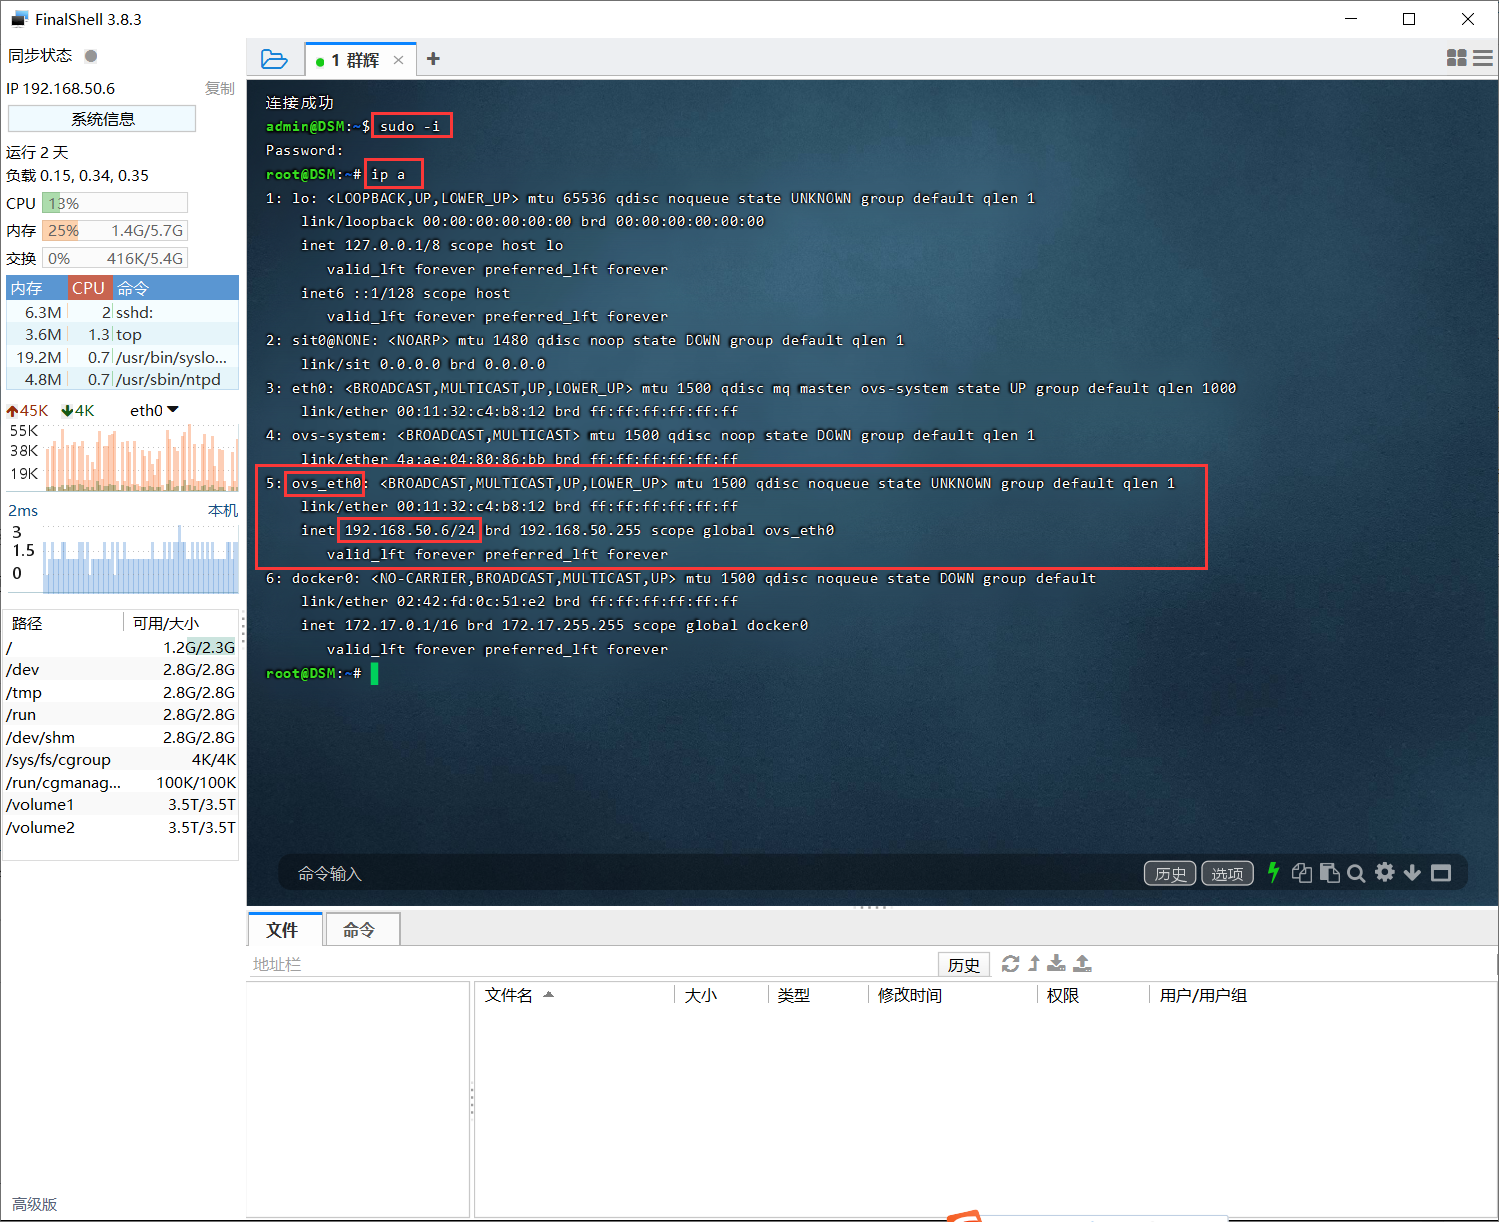 FinalShell 3.8.3
同步状态
IP 192.168.50.6 复制
系统信息
运行 2 天
负载 0.15, 0.34, 0.35
CPU 13%
内存 25% 1.4G/5.7G
交换 0% 416K/5.4G
内存 CPU 命令
6.3M 2 sshd:
3.6M 1.3 top
19.2M 0.7 /usr/bin/syslo...
4.8M 0.7 /usr/sbin/ntpd
45K 4K eth0
55K
38K
19K
2ms 本机
3
1.5
0
路径 可用/大小
/ 1.2G/2.3G
/dev 2.8G/2.8G
/tmp 2.8G/2.8G
/run 2.8G/2.8G
/dev/shm 2.8G/2.8G
/sys/fs/cgroup 4K/4K
/run/cgmanag... 100K/100K
/volume1 3.5T/3.5T
/volume2 3.5T/3.5T
高级版
1 群辉
连接成功
admin@DSM:~$ sudo -i
Password:
root@DSM:~# ip a
1: lo: <LOOPBACK,UP,LOWER_UP> mtu 65536 qdisc noqueue state UNKNOWN group default qlen 1
link/loopback 00:00:00:00:00:00 brd 00:00:00:00:00:00
inet 127.0.0.1/8 scope host lo
valid_lft forever preferred_lft forever
inet6 ::1/128 scope host
valid_lft forever preferred_lft forever
2: sit0@NONE: <NOARP> mtu 1480 qdisc noop state DOWN group default qlen 1
link/sit 0.0.0.0 brd 0.0.0.0
3: eth0: <BROADCAST,MULTICAST,UP,LOWER_UP> mtu 1500 qdisc mq master ovs-system state UP group default qlen 1000
link/ether 00:11:32:c4:b8:12 brd ff:ff:ff:ff:ff:ff
4: ovs-system: <BROADCAST,MULTICAST> mtu 1500 qdisc noop state DOWN group default qlen 1
link/ether 4a:ae:04:80:86:bb brd ff:ff:ff:ff:ff:ff
5: ovs_eth0: <BROADCAST,MULTICAST,UP,LOWER_UP> mtu 1500 qdisc noqueue state UNKNOWN group default qlen 1
link/ether 00:11:32:c4:b8:12 brd ff:ff:ff:ff:ff:ff
inet 192.168.50.6/24 brd 192.168.50.255 scope global ovs_eth0
valid_lft forever preferred_lft forever
6: docker0: <NO-CARRIER,BROADCAST,MULTICAST,UP> mtu 1500 qdisc noqueue state DOWN group default
link/ether 02:42:fd:0c:51:e2 brd ff:ff:ff:ff:ff:ff
inet 172.17.0.1/16 brd 172.17.255.255 scope global docker0
valid_lft forever preferred_lft forever
root@DSM:~#
命令输入 历史 选项
文件 命令
地址栏 历史
文件名 大小 类型 修改时间 权限 用户/用户组